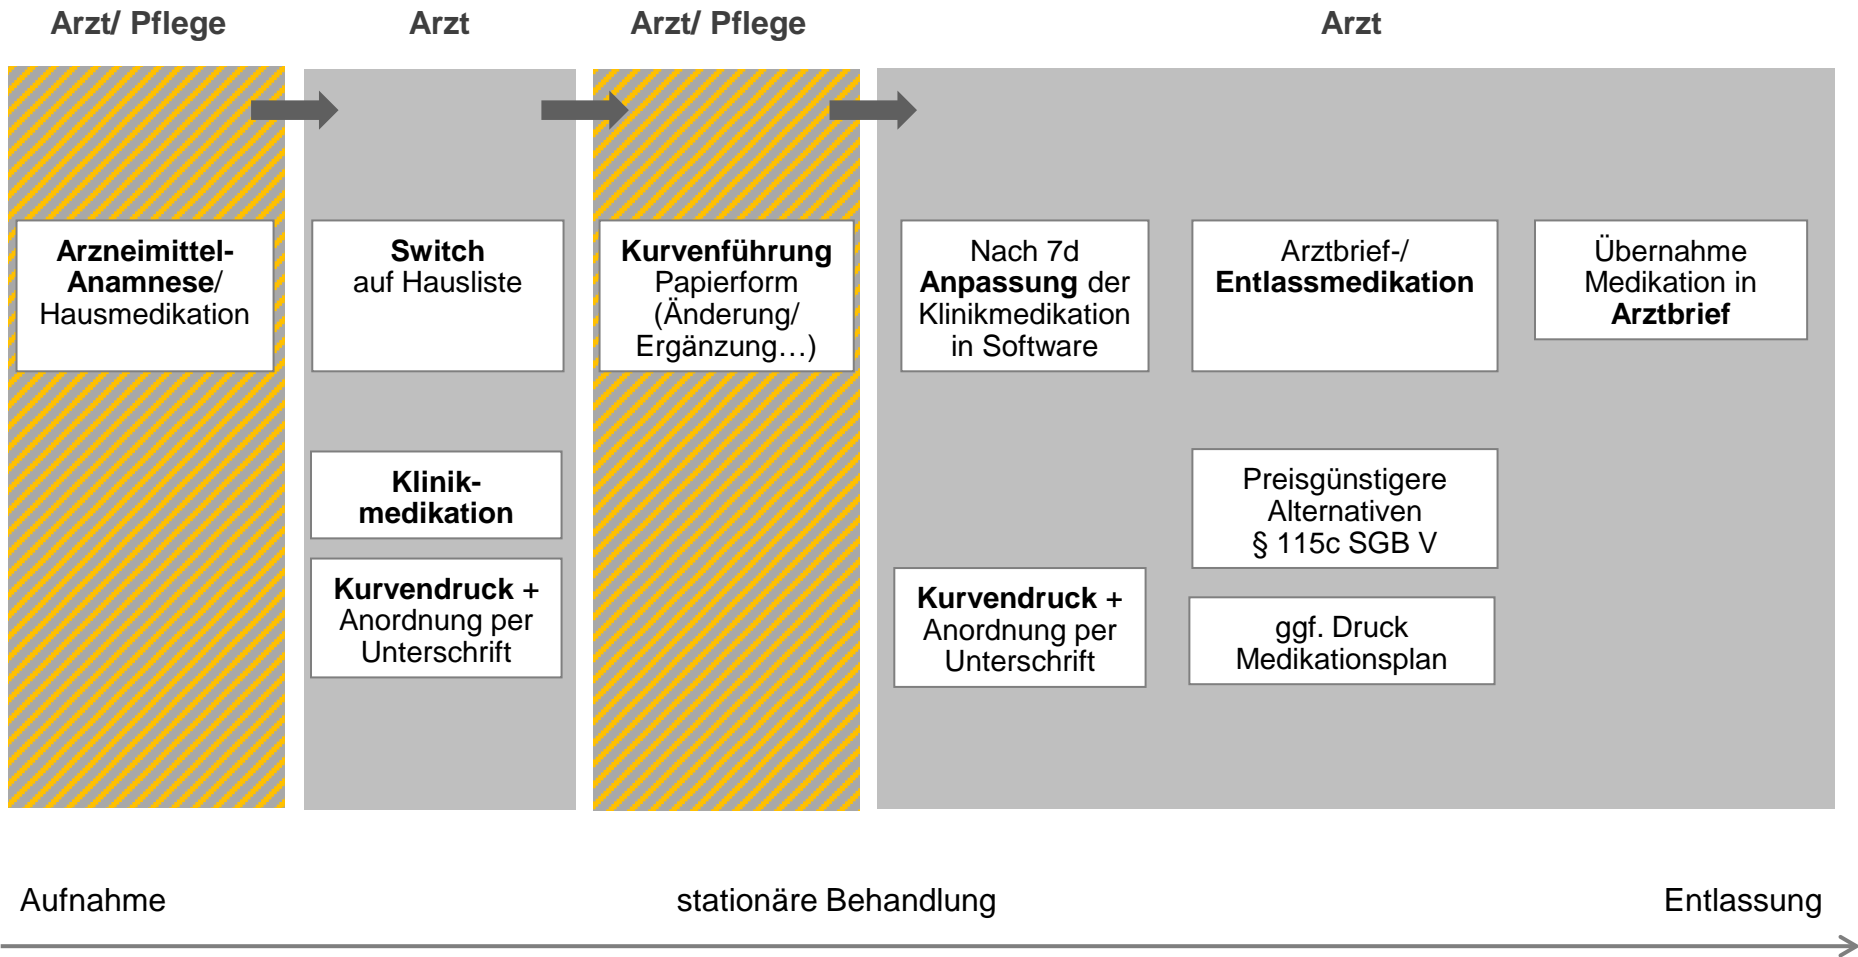 Arzt/ Pflege
Arzt
Arzt/ Pflege
Arzt
Arzneimittel-
Anamnese/
Hausmedikation
Switch
auf Hausliste
Klinik-
medikation
Kurvendruck +
Anordnung per
Unterschrift
Kurvenführung
Papierform
(Änderung/
Ergänzung…)
Nach 7d
Anpassung der
Klinikmedikation
in Software
Kurvendruck +
Anordnung per
Unterschrift
Arztbrief-/
Entlassmedikation
Preisgünstigere
Alternativen
§ 115c SGB V
ggf. Druck
Medikationsplan
Übernahme
Medikation in
Arztbrief
Aufnahme
stationäre Behandlung
Entlassung